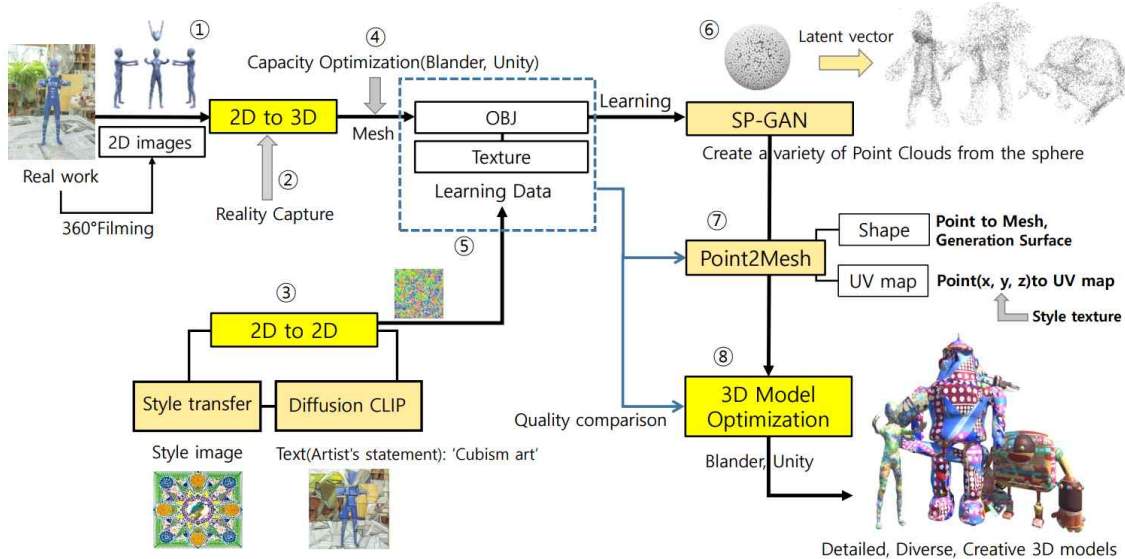 ①
④
⑥
Latent vector
Capacity Optimization(Blander, Unity)
2D to 3D
Mesh
OBJ
Learning
SP-GAN
2D images
Texture
Create a variety of Point Clouds from the sphere
Real work
②
Learning Data
360°Filming
Reality Capture
⑤
⑦
Shape
Point to Mesh,
Generation Surface
Point2Mesh
③
UV map
Point(x, y, z)to UV map
2D to 2D
Style texture
⑧
Style transfer
Diffusion CLIP
3D Model
Optimization
Quality comparison
Style image
Text(Artist's statement): 'Cubism art'
Blander, Unity
Detailed, Diverse, Creative 3D models